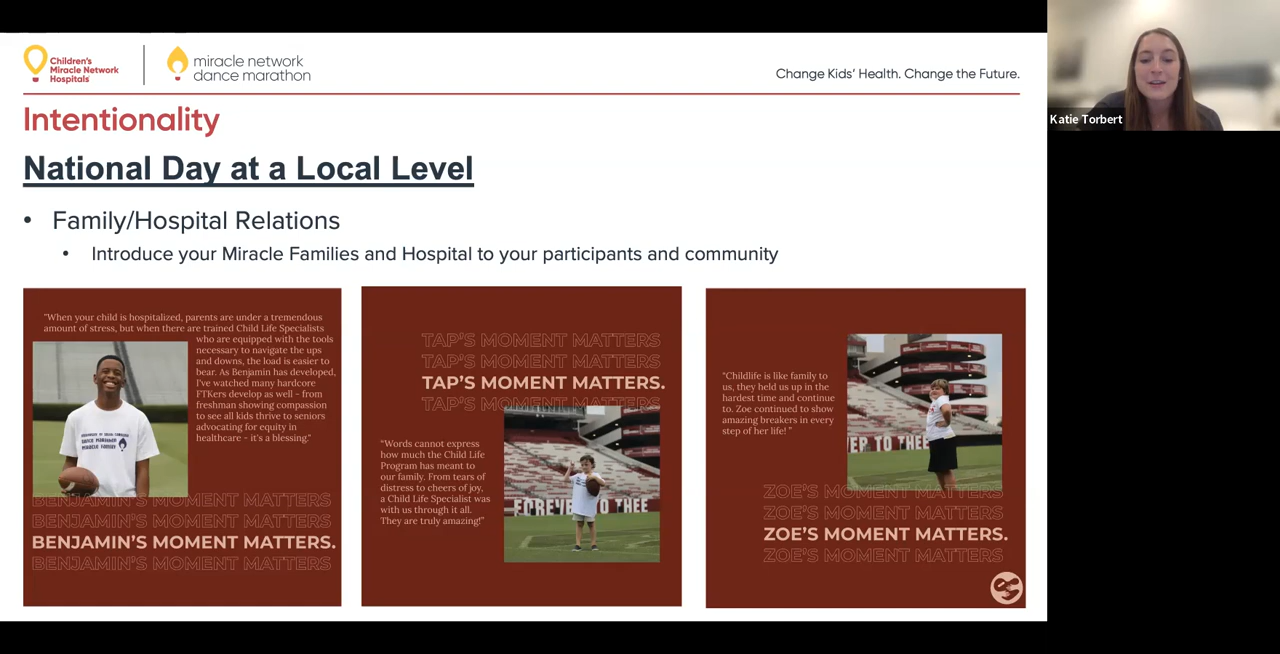 Children's
Miracle Network
Hospitals
miracle network
dance marathon
Change Kids' Health. Change the Future.
Katie Torbert
Intentionality
National Day at a Local Level
• Family/Hospital Relations
• Introduce your Miracle Families and Hospital to your participants and community
"When your child is hospitalized, parents are under a tremendous
amount of stress, but when there are trained Child Life Specialists
who are equipped with the tools
necessary to navigate the ups
and downs, the load is easier to
bear. As Benjamin has developed,
I've watched many hardcore
FTKers develop as well - from
freshman showing compassion
to see all kids thrive to seniors
advocating for equity in
healthcare - it's a blessing."
DANCE MARATHON
MIRACLE FAMILY
BENJAMIN'S MOMENT MATTERS
BENJAMIN'S MOMENT MATTERS
BENJAMIN'S MOMENT MATTERS.
BENJAMIN'S MOMENT MATTERS
TAP'S MOMENT MATTERS
TAP'S MOMENT MATTERS
TAP'S MOMENT MATTERS.
TAP'S MOMENT MATTERS
"Words cannot express
how much the Child Life
Program has meant to
our family. From tears of
distress to cheers of joy,
a Child Life Specialist was
with us through it all.
They are truly amazing!"
FOREVER TO THEE
"Childlife is like family to
us, they held us up in the
hardest time and continue
to. Zoe continued to show
amazing breakers in every
step of her life! "
VER TO THEE
ZOE'S MOMENT MATTERS
ZOE'S MOMENT MATTERS
ZOE'S MOMENT MATTERS.
ZOE'S MOMENT MATTERS